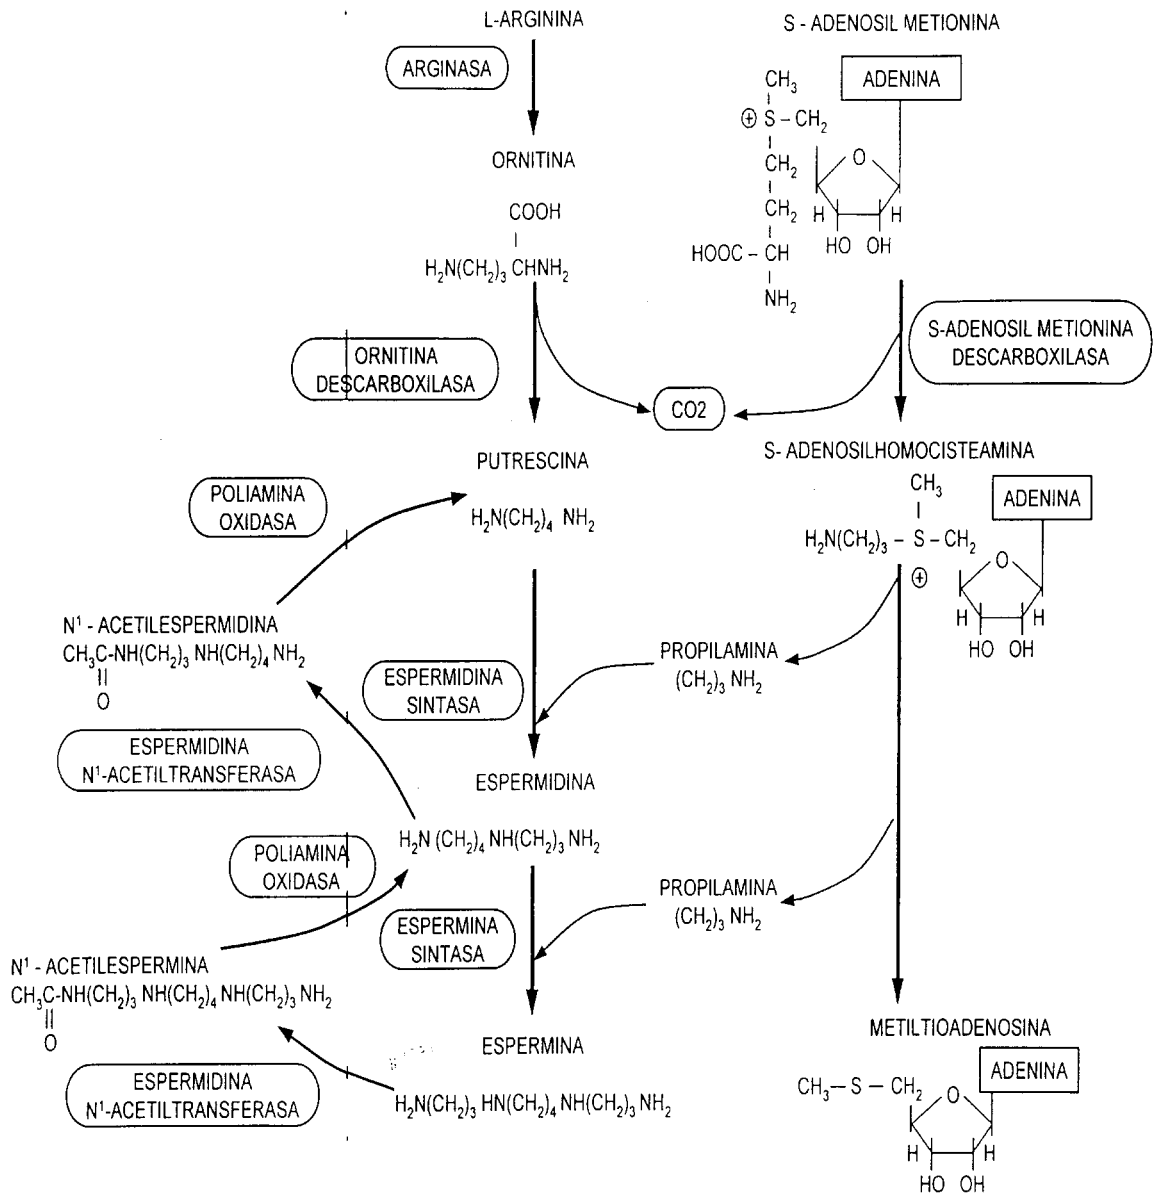 L-ARGININA
S - ADENOSIL METIONINA
ARGINASA
ADENINA
CH3
⊕ S – CH2
O
CH2
CH2
H H
HO OH
HOOC – CH
NH2
ORNITINA
COOH
H2N(CH2)3 CHNH2
ORNITINA
DESCARBOXILASA
S-ADENOSIL METIONINA
DESCARBOXILASA
CO2
PUTRESCINA
H2N(CH2)4 NH2
S- ADENOSILHOMOCISTEAMINA
CH3
ADENINA
H2N(CH2)3 – S – CH2
⊕
O
H H
HO OH
POLIAMINA
OXIDASA
N1 - ACETILESPERMIDINA
CH3C-NH(CH2)3 NH(CH2)4 NH2
O
PROPILAMINA
(CH2)3 NH2
ESPERMIDINA
SINTASA
ESPERMIDINA
N1-ACETILTRANSFERASA
ESPERMIDINA
H2N (CH2)4 NH(CH2)3 NH2
POLIAMINA
OXIDASA
PROPILAMINA
(CH2)3 NH2
ESPERMINA
SINTASA
N1 - ACETILESPERMINA
CH3C-NH(CH2)3 NH(CH2)4 NH(CH2)3 NH2
O
ESPERMINA
H2N(CH2)3 HN(CH2)4 NH(CH2)3 NH2
ESPERMIDINA
N1-ACETILTRANSFERASA
METILTIOADENOSINA
ADENINA
CH3 – S – CH2
O
H H
HO OH